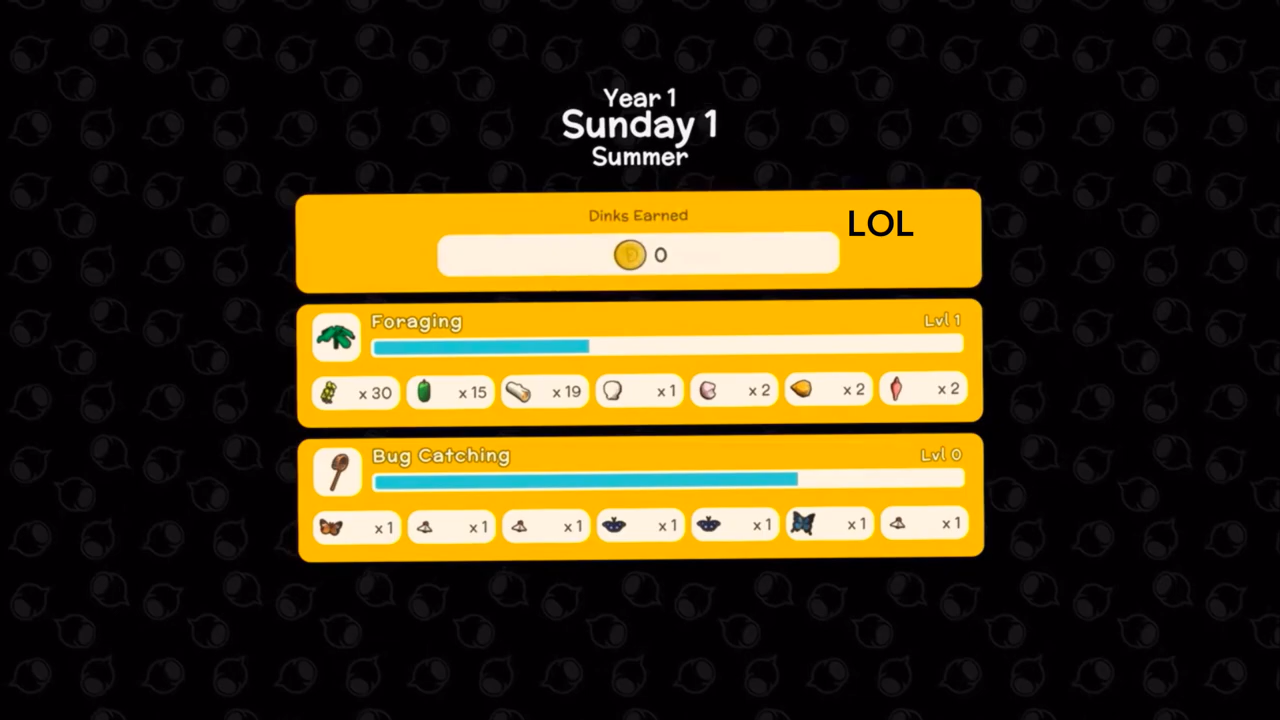 Year 1
Sunday 1
Summer
Dinks Earned
LOL
0
Foraging
Lvl 1
x 30
x 15
x 19
x 1
x 2
x 2
x 2
Bug Catching
Lvl 0
x 1
x 1
x 1
x 1
x 1
x 1
x 1